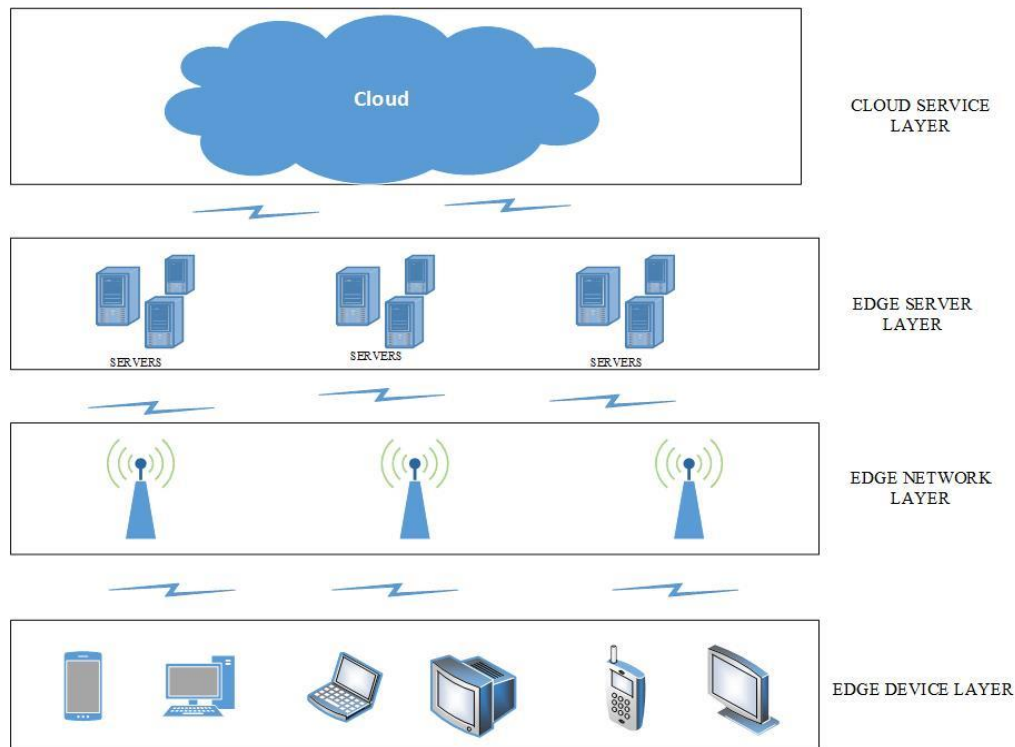 Cloud
CLOUD SERVICE
LAYER
EDGE SERVER
LAYER
SERVERS
SERVERS
SERVERS
EDGE NETWORK
LAYER
EDGE DEVICE LAYER